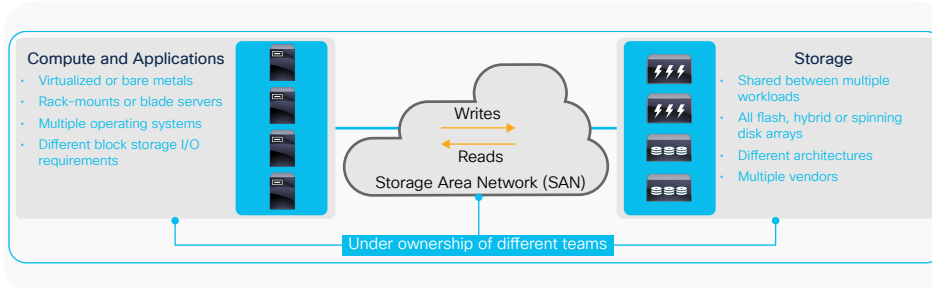 Compute and Applications
• Virtualized or bare metals
• Rack-mounts or blade servers
• Multiple operating systems
• Different block storage I/O
requirements
Writes
Reads
Storage Area Network (SAN)
Storage
• Shared between multiple
workloads
• All flash, hybrid or spinning
disk arrays
• Different architectures
• Multiple vendors
Under ownership of different teams